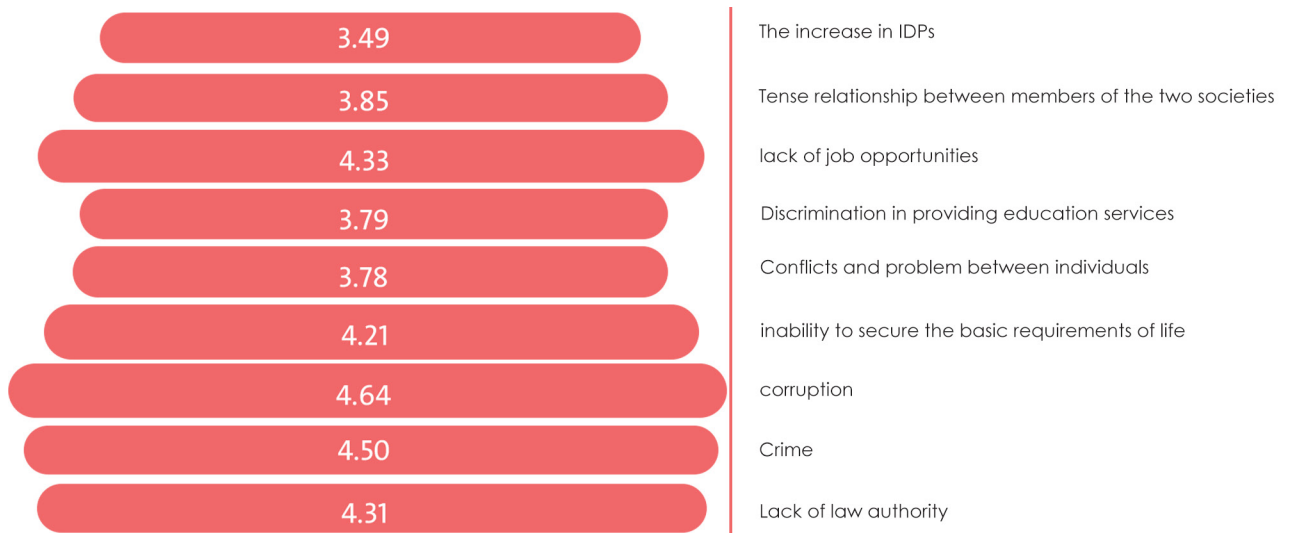 3.49 The increase in IDPs
3.85 Tense relationship between members of the two societies
4.33 lack of job opportunities
3.79 Discrimination in providing education services
3.78 Conflicts and problem between individuals
4.21 inability to secure the basic requirements of life
4.64 corruption
4.50 Crime
4.31 Lack of law authority